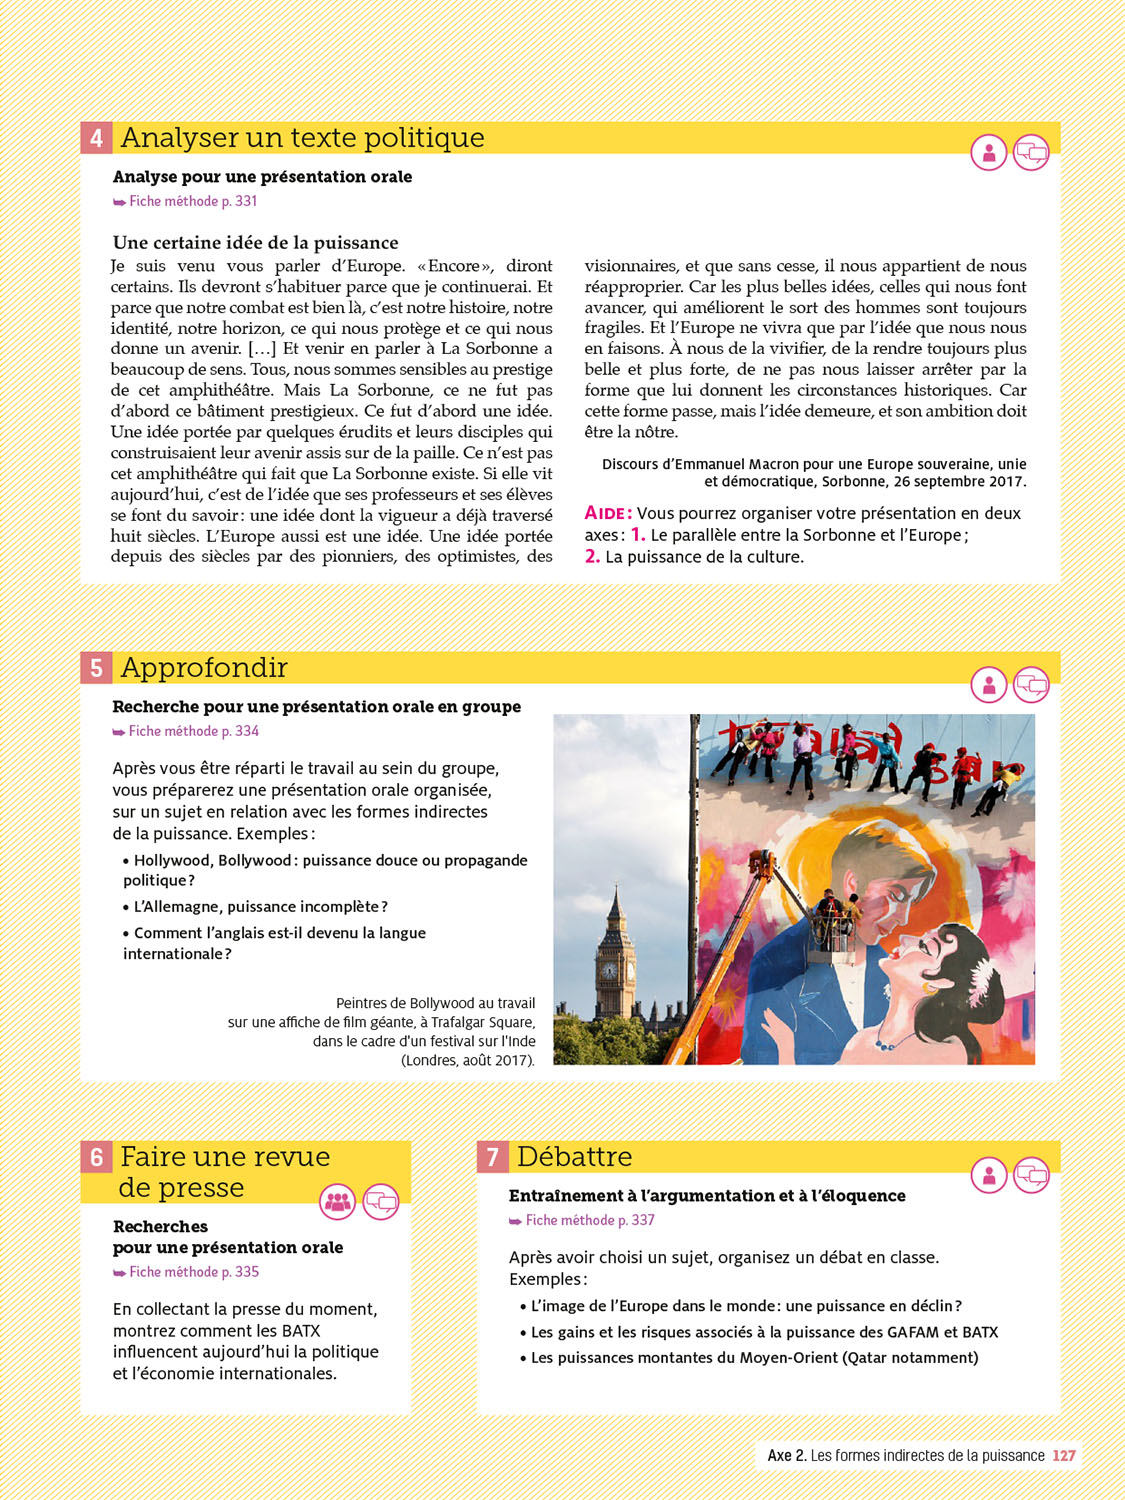 4 Analyser un texte politique
Analyse pour une présentation orale
➥ Fiche méthode p. 331
Une certaine idée de la puissance
Je suis venu vous parler d’Europe. «Encore», diront
certains. Ils devront s’habituer parce que je continuerai. Et
parce que notre combat est bien là, c’est notre histoire, notre
identité, notre horizon, ce qui nous protège et ce qui nous
donne un avenir. […] Et venir en parler à La Sorbonne a
beaucoup de sens. Tous, nous sommes sensibles au prestige
de cet amphithéâtre. Mais La Sorbonne, ce ne fut pas
d’abord ce bâtiment prestigieux. Ce fut d’abord une idée.
Une idée portée par quelques érudits et leurs disciples qui
construisaient leur avenir assis sur de la paille. Ce n’est pas
cet amphithéâtre qui fait que La Sorbonne existe. Si elle vit
aujourd’hui, c’est de l’idée que ses professeurs et ses élèves
se font du savoir : une idée dont la vigueur a déjà traversé
huit siècles. L’Europe aussi est une idée. Une idée portée
depuis des siècles par des pionniers, des optimistes, des
visionnaires, et que sans cesse, il nous appartient de nous
réapproprier. Car les plus belles idées, celles qui nous font
avancer, qui améliorent le sort des hommes sont toujours
fragiles. Et l’Europe ne vivra que par l’idée que nous nous
en faisons. À nous de la vivifier, de la rendre toujours plus
belle et plus forte, de ne pas nous laisser arrêter par la
forme que lui donnent les circonstances historiques. Car
cette forme passe, mais l’idée demeure, et son ambition doit
être la nôtre.
Discours d’Emmanuel Macron pour une Europe souveraine, unie
et démocratique, Sorbonne, 26 septembre 2017.
AIDE : Vous pourrez organiser votre présentation en deux
axes : 1. Le parallèle entre la Sorbonne et l’Europe ;
2. La puissance de la culture.
5 Approfondir
Recherche pour une présentation orale en groupe
➥ Fiche méthode p. 334
Après vous être réparti le travail au sein du groupe,
vous préparerez une présentation orale organisée,
sur un sujet en relation avec les formes indirectes
de la puissance. Exemples :
• Hollywood, Bollywood : puissance douce ou propagande
politique ?
• L’Allemagne, puissance incomplète ?
• Comment l’anglais est-il devenu la langue
internationale ?
Peintres de Bollywood au travail
sur une affiche de film géante, à Trafalgar Square,
dans le cadre d'un festival sur l'Inde
(Londres, août 2017).
6 Faire une revue
de presse
Recherches
pour une présentation orale
➥ Fiche méthode p. 335
En collectant la presse du moment,
montrez comment les BATX
influencent aujourd’hui la politique
et l’économie internationales.
7 Débattre
Entraînement à l’argumentation et à l’éloquence
➥ Fiche méthode p. 337
Après avoir choisi un sujet, organisez un débat en classe.
Exemples :
• L’image de l’Europe dans le monde : une puissance en déclin ?
• Les gains et les risques associés à la puissance des GAFAM et BATX
• Les puissances montantes du Moyen-Orient (Qatar notamment)
Axe 2. Les formes indirectes de la puissance 127